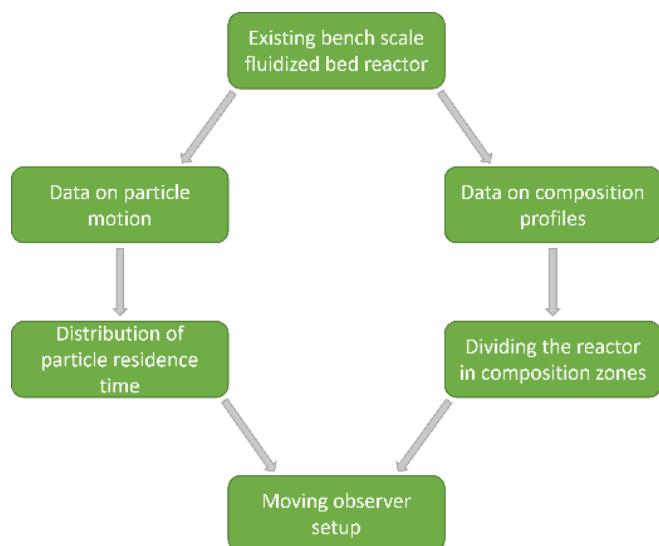 Existing bench scale
fluidized bed reactor
Data on particle
motion
Data on composition
profiles
Distribution of
particle residence
time
Dividing the reactor
in composition zones
Moving observer
setup